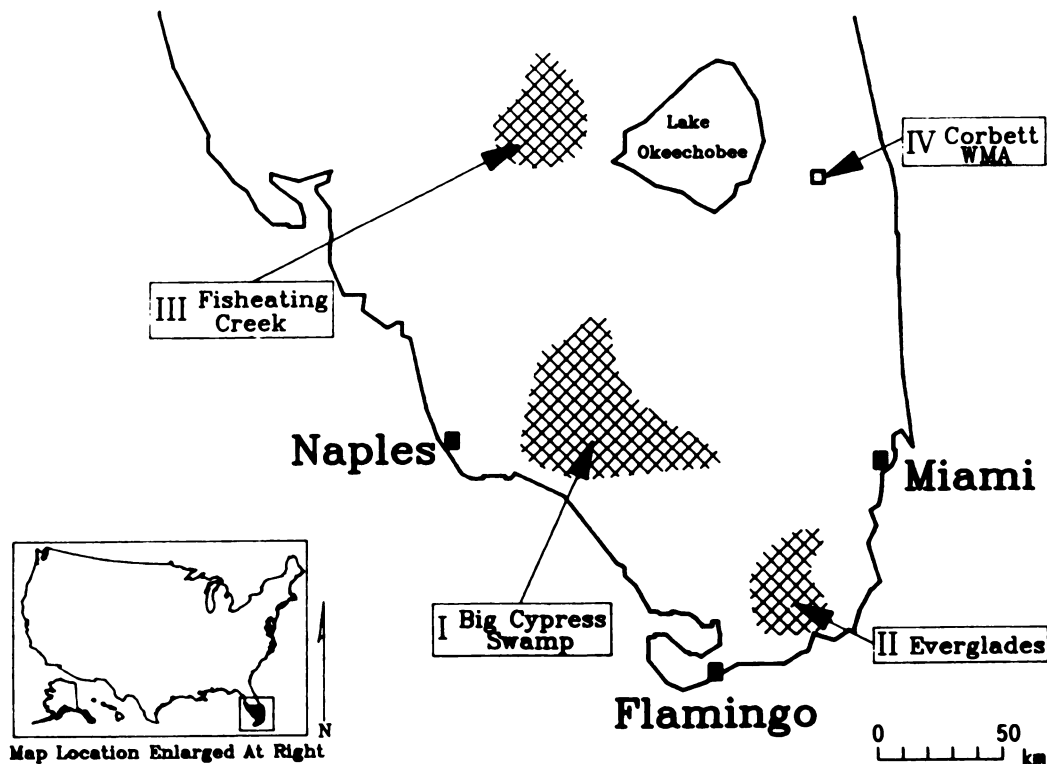 Lake
Okeechobee
IV Corbett
WMA
III Fisheating
Creek
Naples
Miami
I Big Cypress
Swamp
II Everglades
Flamingo
N
Map Location Enlarged At Right
0 50
km